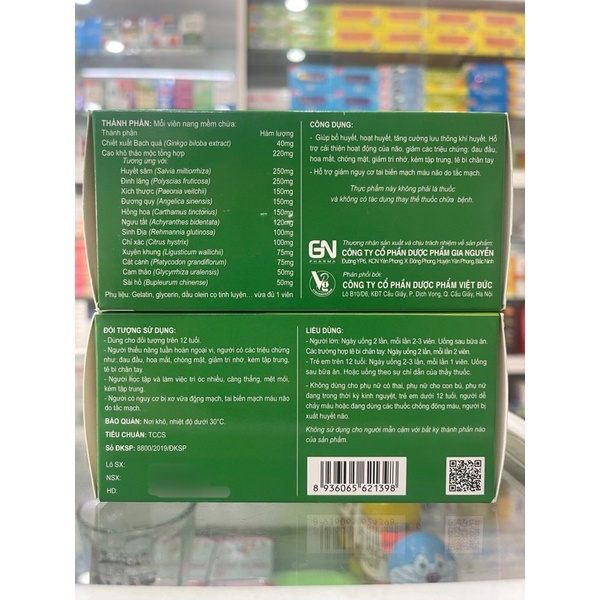 THÀNH PHẦN: Mỗi viên nang mềm chứa:
Thành phần Hàm lượng
Chiết xuất Bạch quả (Ginkgo biloba extract) 40mg
Cao khô thảo mộc tổng hợp 220mg
Tương ứng với:
Huyết sâm (Salvia miltiorrhiza) 250mg
Đinh lăng (Polyscias fruticosa) 250mg
Xích thược (Paeonia veitchii) 150mg
Đương quy (Angelica sinensis) 150mg
Hồng hoa (Carthamus tinctorius) 150mg
Ngưu tất (Achyranthes bidentata) 120mg
Sinh Địa (Rehmannia glutinosa) 100mg
Chỉ xác (Citrus hystrix) 100mg
Xuyên khung (Ligusticum wallichii) 75mg
Cát cánh (Platycodon grandiflorum) 75mg
Cam thảo (Glycyrrhiza uralensis) 50mg
Sài hồ (Bupleurum chinense) 50mg
Phụ liệu: Gelatin, glycerin, dầu olein cọ tinh luyện... vừa đủ 1 viên
CÔNG DỤNG:
- Giúp bổ huyết, hoạt huyết, tăng cường lưu thông khí huyết. Hỗ
trợ cải thiện hoạt động của não, giảm các triệu chứng: đau đầu,
hoa mắt, chóng mặt, giảm trí nhớ, kém tập trung, tê bì chân tay
- Hỗ trợ giảm nguy cơ tai biến mạch máu não do tắc mạch.
Thực phẩm này không phải là thuốc
và không có tác dụng thay thế thuốc chữa bệnh.
GN
PHARMA
Thương nhân sản xuất và chịu trách nhiệm về sản phẩm:
CÔNG TY CỔ PHẦN DƯỢC PHẨM GIA NGUYỄN
Đường YP6, KCN Yên Phong, X. Đông Phong, Huyện Yên Phong, Bắc Ninh
Phân phối bởi:
CÔNG TY CỔ PHẦN DƯỢC PHẨM VIỆT ĐỨC
Lô B10/D6, KĐT Cầu Giấy, P. Dịch Vọng, Q. Cầu Giấy, Hà Nội
ĐỐI TƯỢNG SỬ DỤNG:
- Dùng cho đối tượng trên 12 tuổi.
- Người thiểu năng tuần hoàn ngoại vi, người có các triệu chứng
như: đau đầu, hoa mắt, chóng mặt, giảm trí nhớ, kém tập trung,
tê bì chân tay.
- Người học tập và làm việc trí óc nhiều, căng thẳng, mệt mỏi,
kém tập trung.
- Người có nguy cơ bị xơ vữa động mạch, tai biến mạch máu não
do tắc mạch.
BẢO QUẢN: Nơi khô, nhiệt độ dưới 30°C.
TIÊU CHUẨN: TCCS
Số ĐKSP: 8800/2019/ĐKSP
Lô SX:
NSX:
HD:
LIỀU DÙNG:
- Người lớn: Ngày uống 2 lần, mỗi lần 2-3 viên. Uống sau bữa ăn.
Các trường hợp tê bì chân tay: Ngày uống 2 lần, mỗi lần 2 viên.
- Trẻ em trên 12 tuổi: Ngày uống 2 lần, mỗi lần 1 viên. Uống sau
bữa ăn. Hoặc uống theo sự chỉ dẫn của thầy thuốc.
- Không dùng cho phụ nữ có thai, phụ nữ cho con bú, phụ nữ
đang trong thời kỳ kinh nguyệt, trẻ em dưới 12 tuổi, người dễ
chảy máu hoặc đang dùng các thuốc chống đông máu, người bị
xuất huyết não.
Không sử dụng cho người mẫn cảm với bất kỳ thành phần nào
của sản phẩm.
8 936065 621398